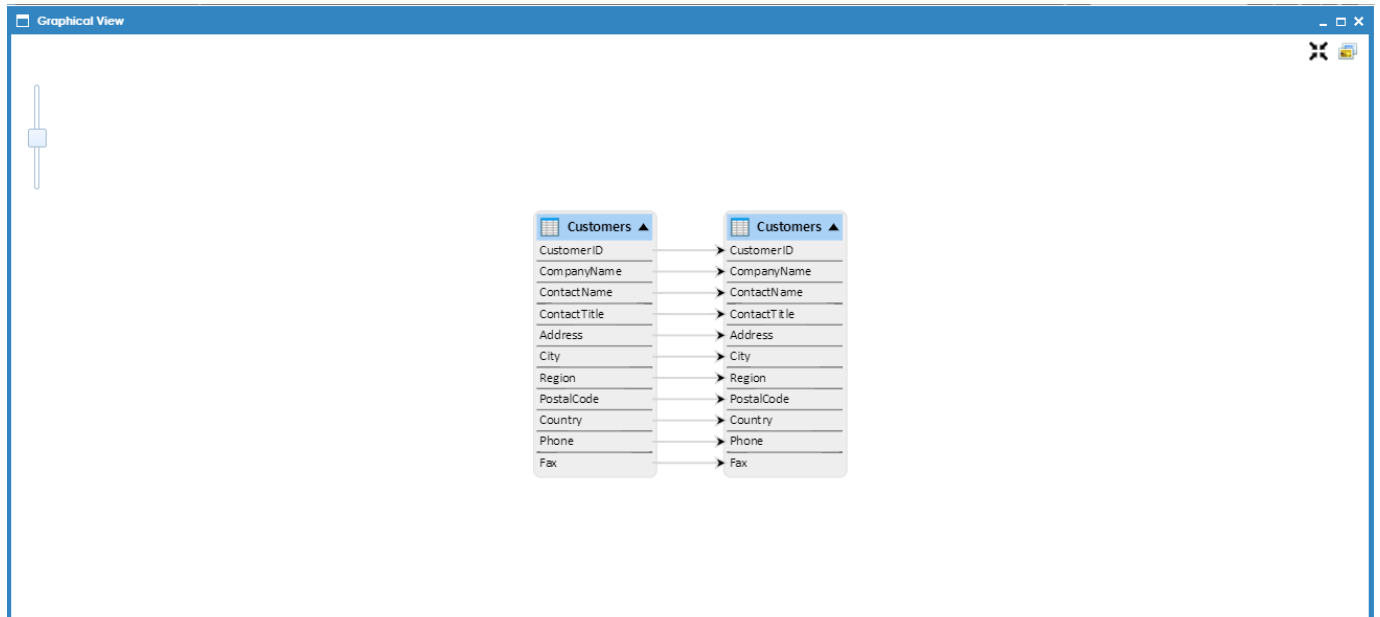 Graphical View
Customers Customers
CustomerID CustomerID
CompanyName CompanyName
ContactName ContactName
ContactTitle ContactTitle
Address Address
City City
Region Region
PostalCode PostalCode
Country Country
Phone Phone
Fax Fax